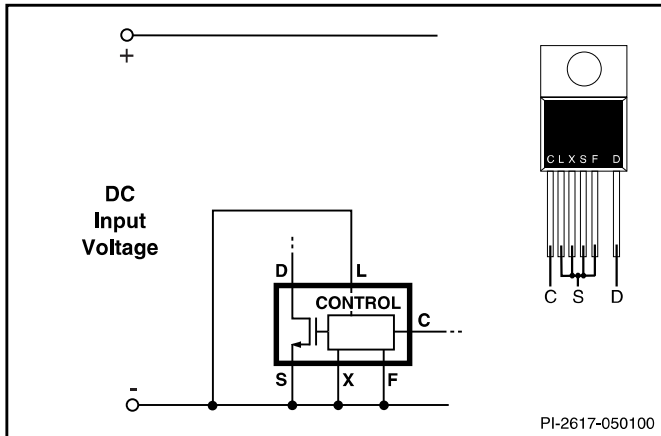 +
DC
Input
Voltage
D
L
CONTROL
C
S
X
F
-
C L X S F D
C S D
PI-2617-050100